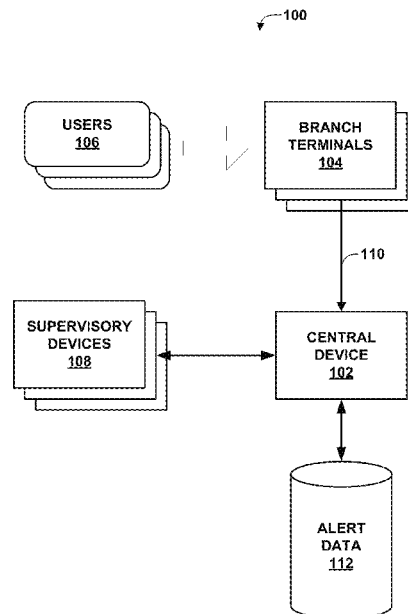 100
USERS
106
BRANCH
TERMINALS
104
110
SUPERVISORY
DEVICES
108
CENTRAL
DEVICE
102
ALERT
DATA
112